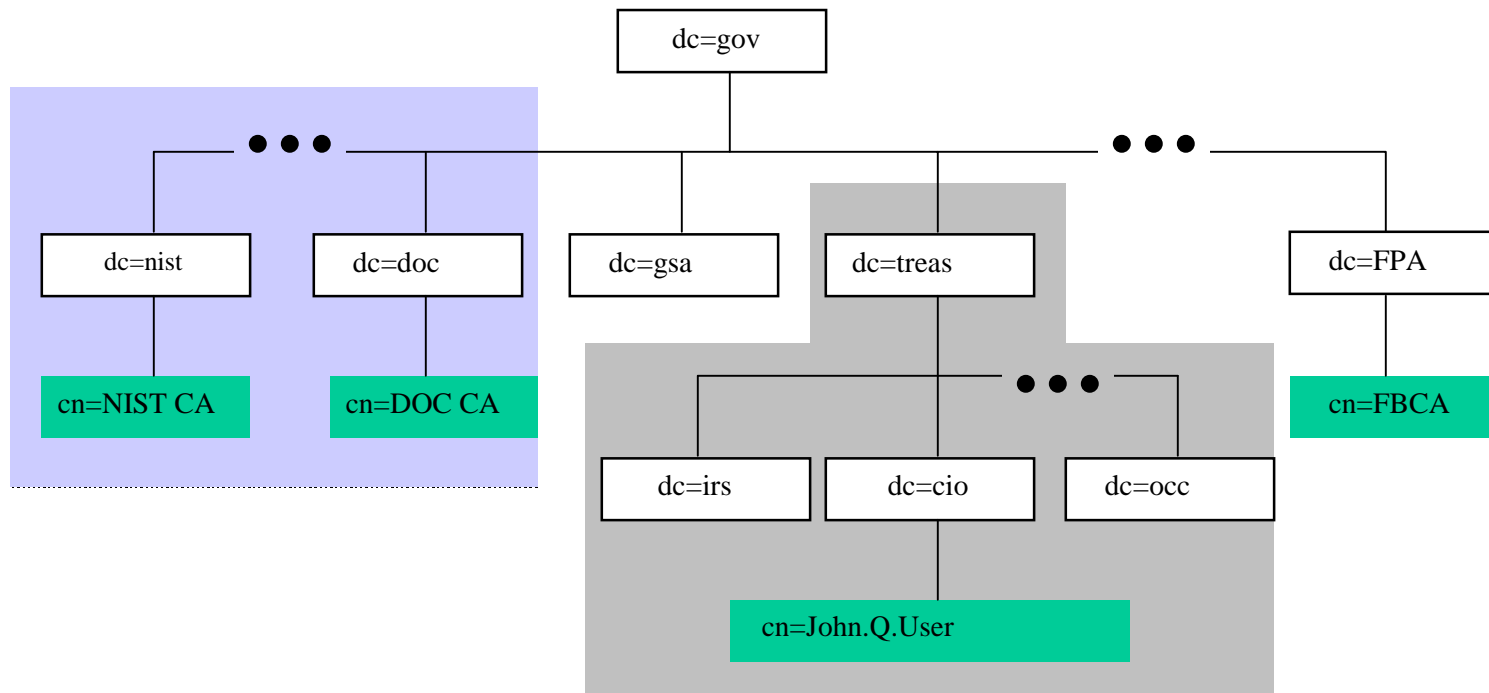 dc=gov
dc=nist
dc=doc
dc=gsa
dc=treas
dc=FPA
cn=NIST CA
cn=DOC CA
cn=FBCA
dc=irs
dc=cio
dc=occ
cn=John.Q.User